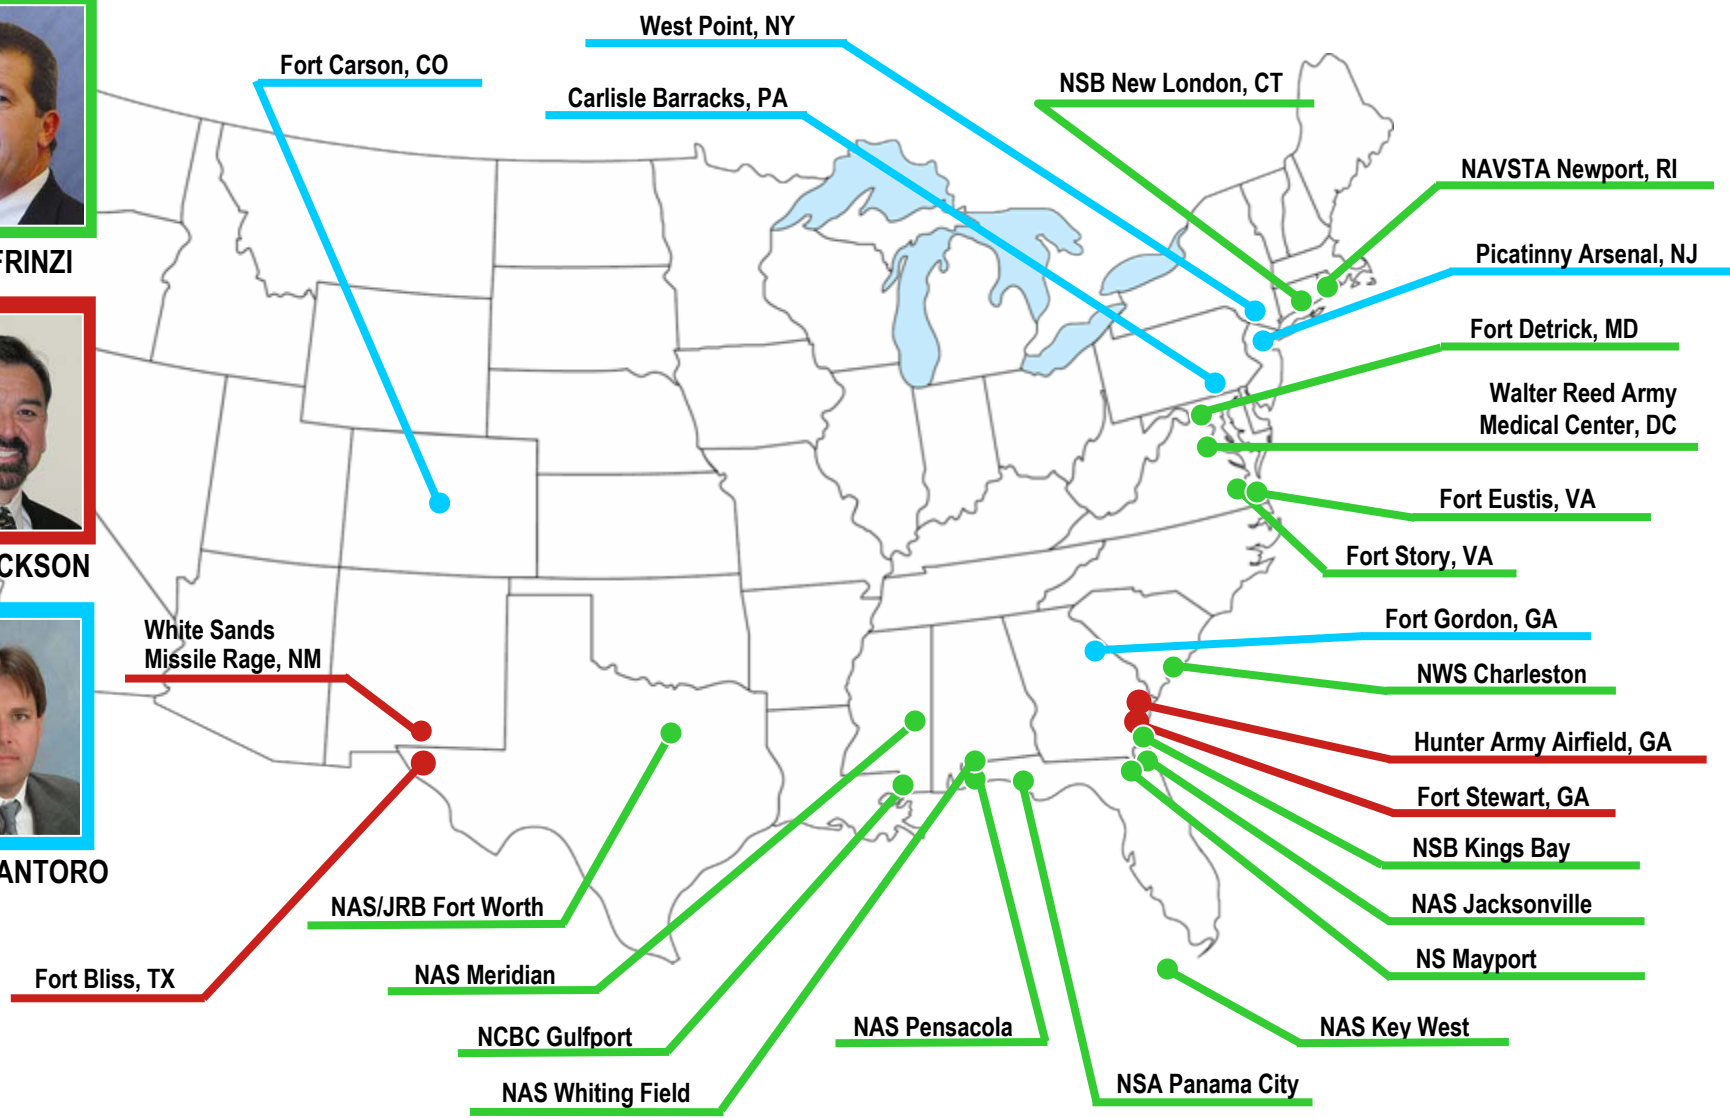 West Point, NY
Fort Carson, CO
NSB New London, CT
Carlisle Barracks, PA
NAVSTA Newport, RI
FRINZI
Picatinny Arsenal, NJ
Fort Detrick, MD
Walter Reed Army
Medical Center, DC
Fort Eustis, VA
CKSON
Fort Story, VA
White Sands
Missile Rage, NM
Fort Gordon, GA
NWS Charleston
Hunter Army Airfield, GA
Fort Stewart, GA
NSB Kings Bay
ANTORO
NAS/JRB Fort Worth
NAS Jacksonville
NS Mayport
Fort Bliss, TX
NAS Meridian
NCBC Gulfport
NAS Pensacola
NAS Key West
NAS Whiting Field
NSA Panama City